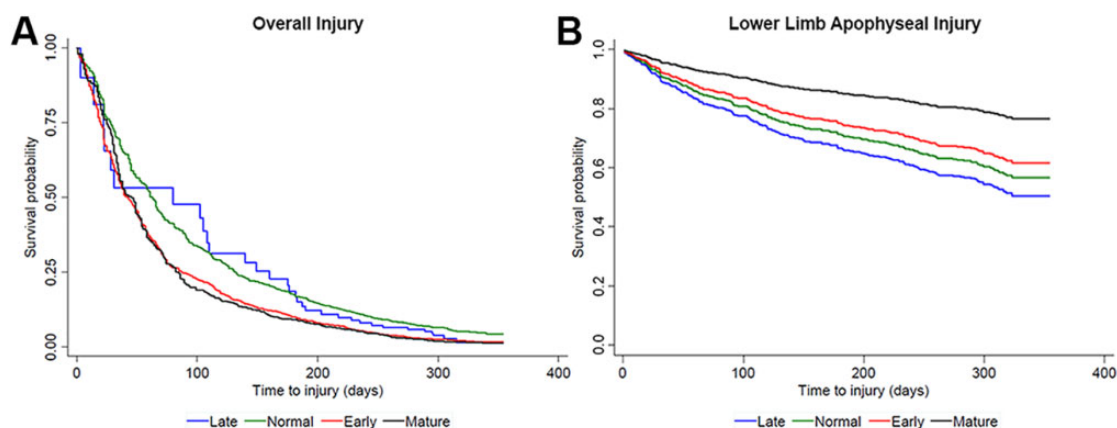 A
Overall Injury
Survival probability
1.00
0.75
0.50
0.25
0.00
0 100 200 300 400
Time to injury (days)
Late Normal Early Mature
B
Lower Limb Apophyseal Injury
Survival probability
1.0
0.8
0.6
0.4
0.2
0.0
0 100 200 300 400
Time to injury (days)
Late Normal Early Mature